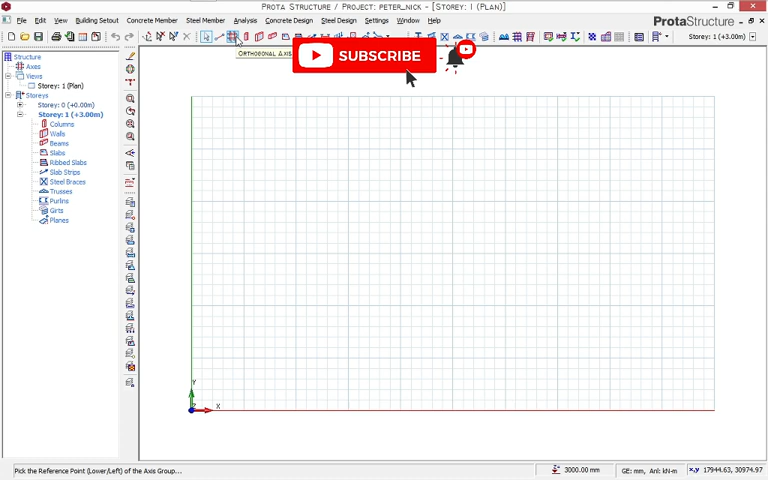 PROTA STRUCTURE / PROJECT: PETER_NICK - [STOREY: 1 (PLAN)]
File Edit View Building Setout Concrete Member Steel Member Analysis Concrete Design Steel Design Settings Window Help
ProtaStructure
Storey: 1 (+3.00m)
ORTHOGONAL AXIS
SUBSCRIBE
Structure
Axes
Views
Storey: 1 (Plan)
Storeys
Storey: 0 (+0.00m)
Storey: 1 (+3.00m)
Columns
Walls
Beams
Slabs
Ribbed Slabs
Slab Strips
Steel Braces
Trusses
Purlins
Girts
Planes
Y
X
Pick the Reference Point (Lower/Left) of the Axis Group...
3000.00 mm
GE: mm, Anl: kN-m
x,y 17944.63, 30974.97